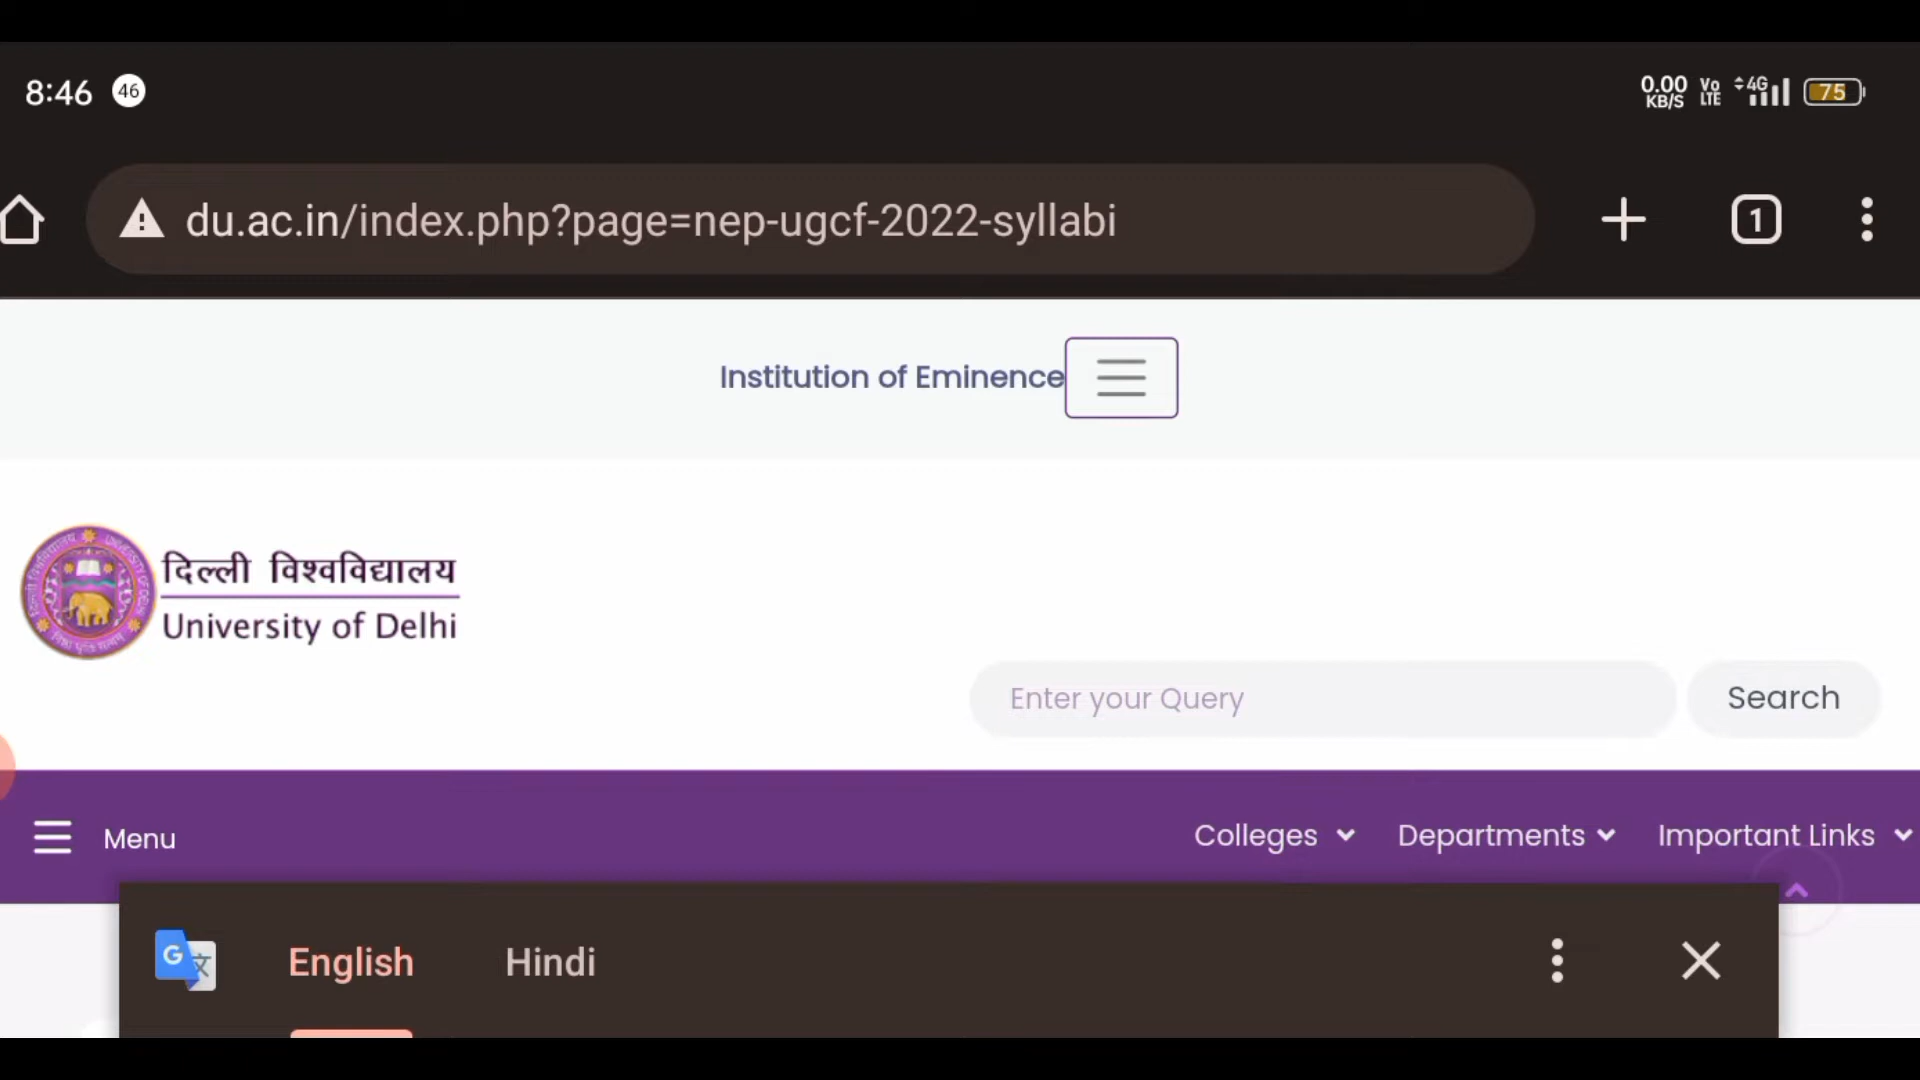 8:46 46 0.00 KB/S Vo LTE 4G 75
du.ac.in/index.php?page=nep-ugcf-2022-syllabi 1
Institution of Eminence
दिल्ली विश्वविद्यालय
University of Delhi
Enter your Query Search
Menu Colleges Departments Important Links
G 文 English Hindi